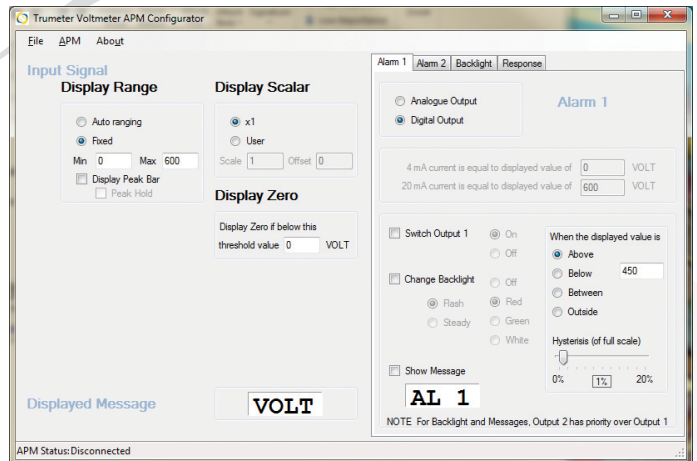 Trumeter Voltmeter APM Configurator
File APM About
Input Signal
Display Range
Auto ranging
Fixed
Min 0 Max 600
Display Peak Bar
Peak Hold
Display Scalar
x1
User
Scale 1 Offset 0
Display Zero
Display Zero if below this
threshold value 0 VOLT
Displayed Message
VOLT
Alarm 1 Alarm 2 Backlight Response
Analogue Output
Digital Output
Alarm 1
4 mA current is equal to displayed value of 0 VOLT
20 mA current is equal to displayed value of 600 VOLT
Switch Output 1
On
Off
Change Backlight
Flash
Steady
Off
Red
Green
White
Show Message
AL 1
When the displayed value is
Above
Below
Between
Outside
450
Hysterisis (of full scale)
0% 1% 20%
NOTE For Backlight and Messages, Output 2 has priority over Output 1
APM Status: Disconnected